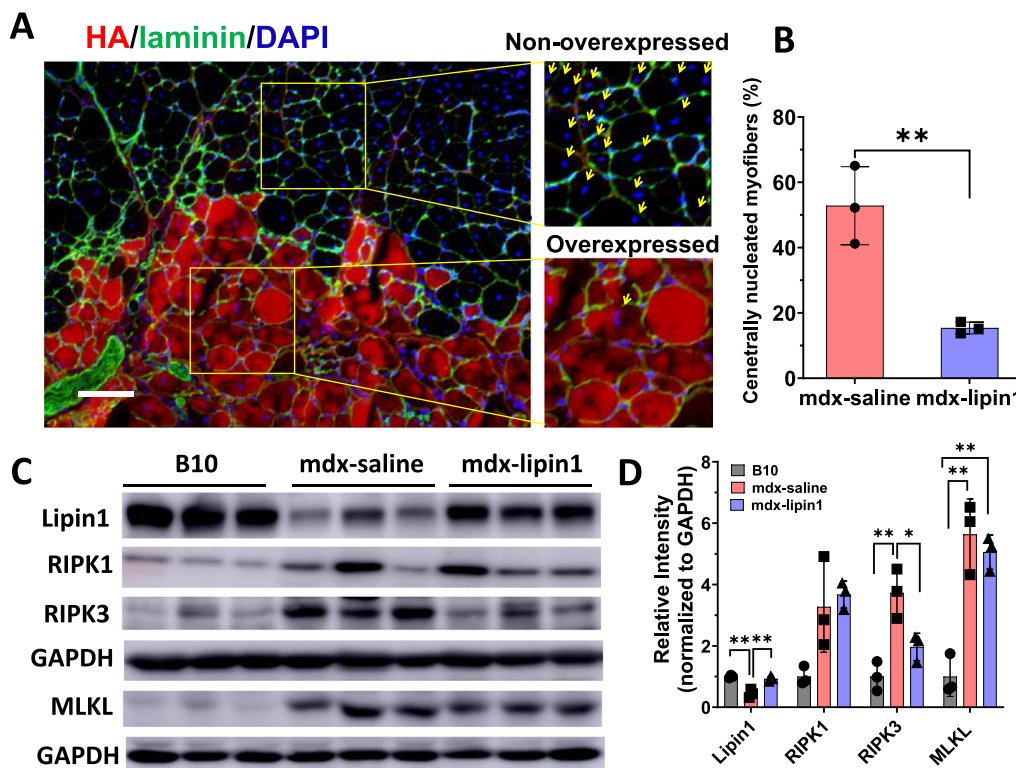 A
HA/laminin/DAPI
Non-overexpressed
Overexpressed
B
Cenetrally nucleated myofibers (%)
80
60
40
20
0
**
mdx-saline mdx-lipin1
C
B10 mdx-saline mdx-lipin1
Lipin1
RIPK1
RIPK3
GAPDH
MLKL
GAPDH
D
Relative Intensity
(normalized to GAPDH)
8
6
4
2
0
B10
mdx-saline
mdx-lipin1
** **
** *
**
**
Lipin1
RIPK1
RIPK3
MLKL